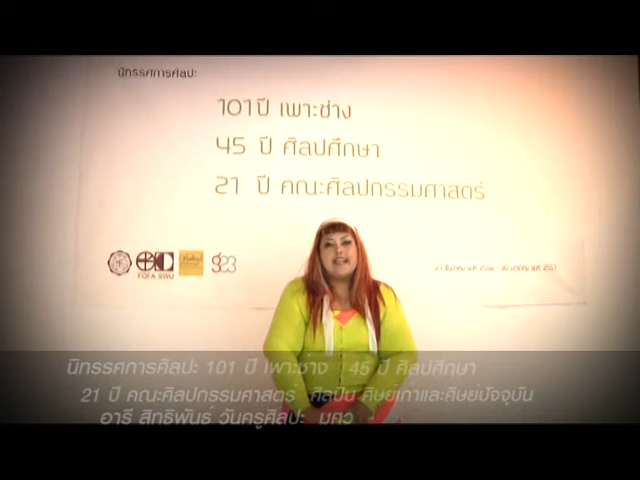 นิทรรศการศิลปะ
101 ปี เพาะช่าง
45 ปี ศิลปศึกษา
21 ปี คณะศิลปกรรมศาสตร์
FOFA SWU
นิทรรศการศิลปะ 101 ปี เพาะช่าง 45 ปี ศิลปศึกษา
21 ปี คณะศิลปกรรมศาสตร์ ศิลปิน ศิษย์เก่าและศิษย์ปัจจุบัน
อารี สุทธิพันธุ์ วันครูศิลปะ มศว